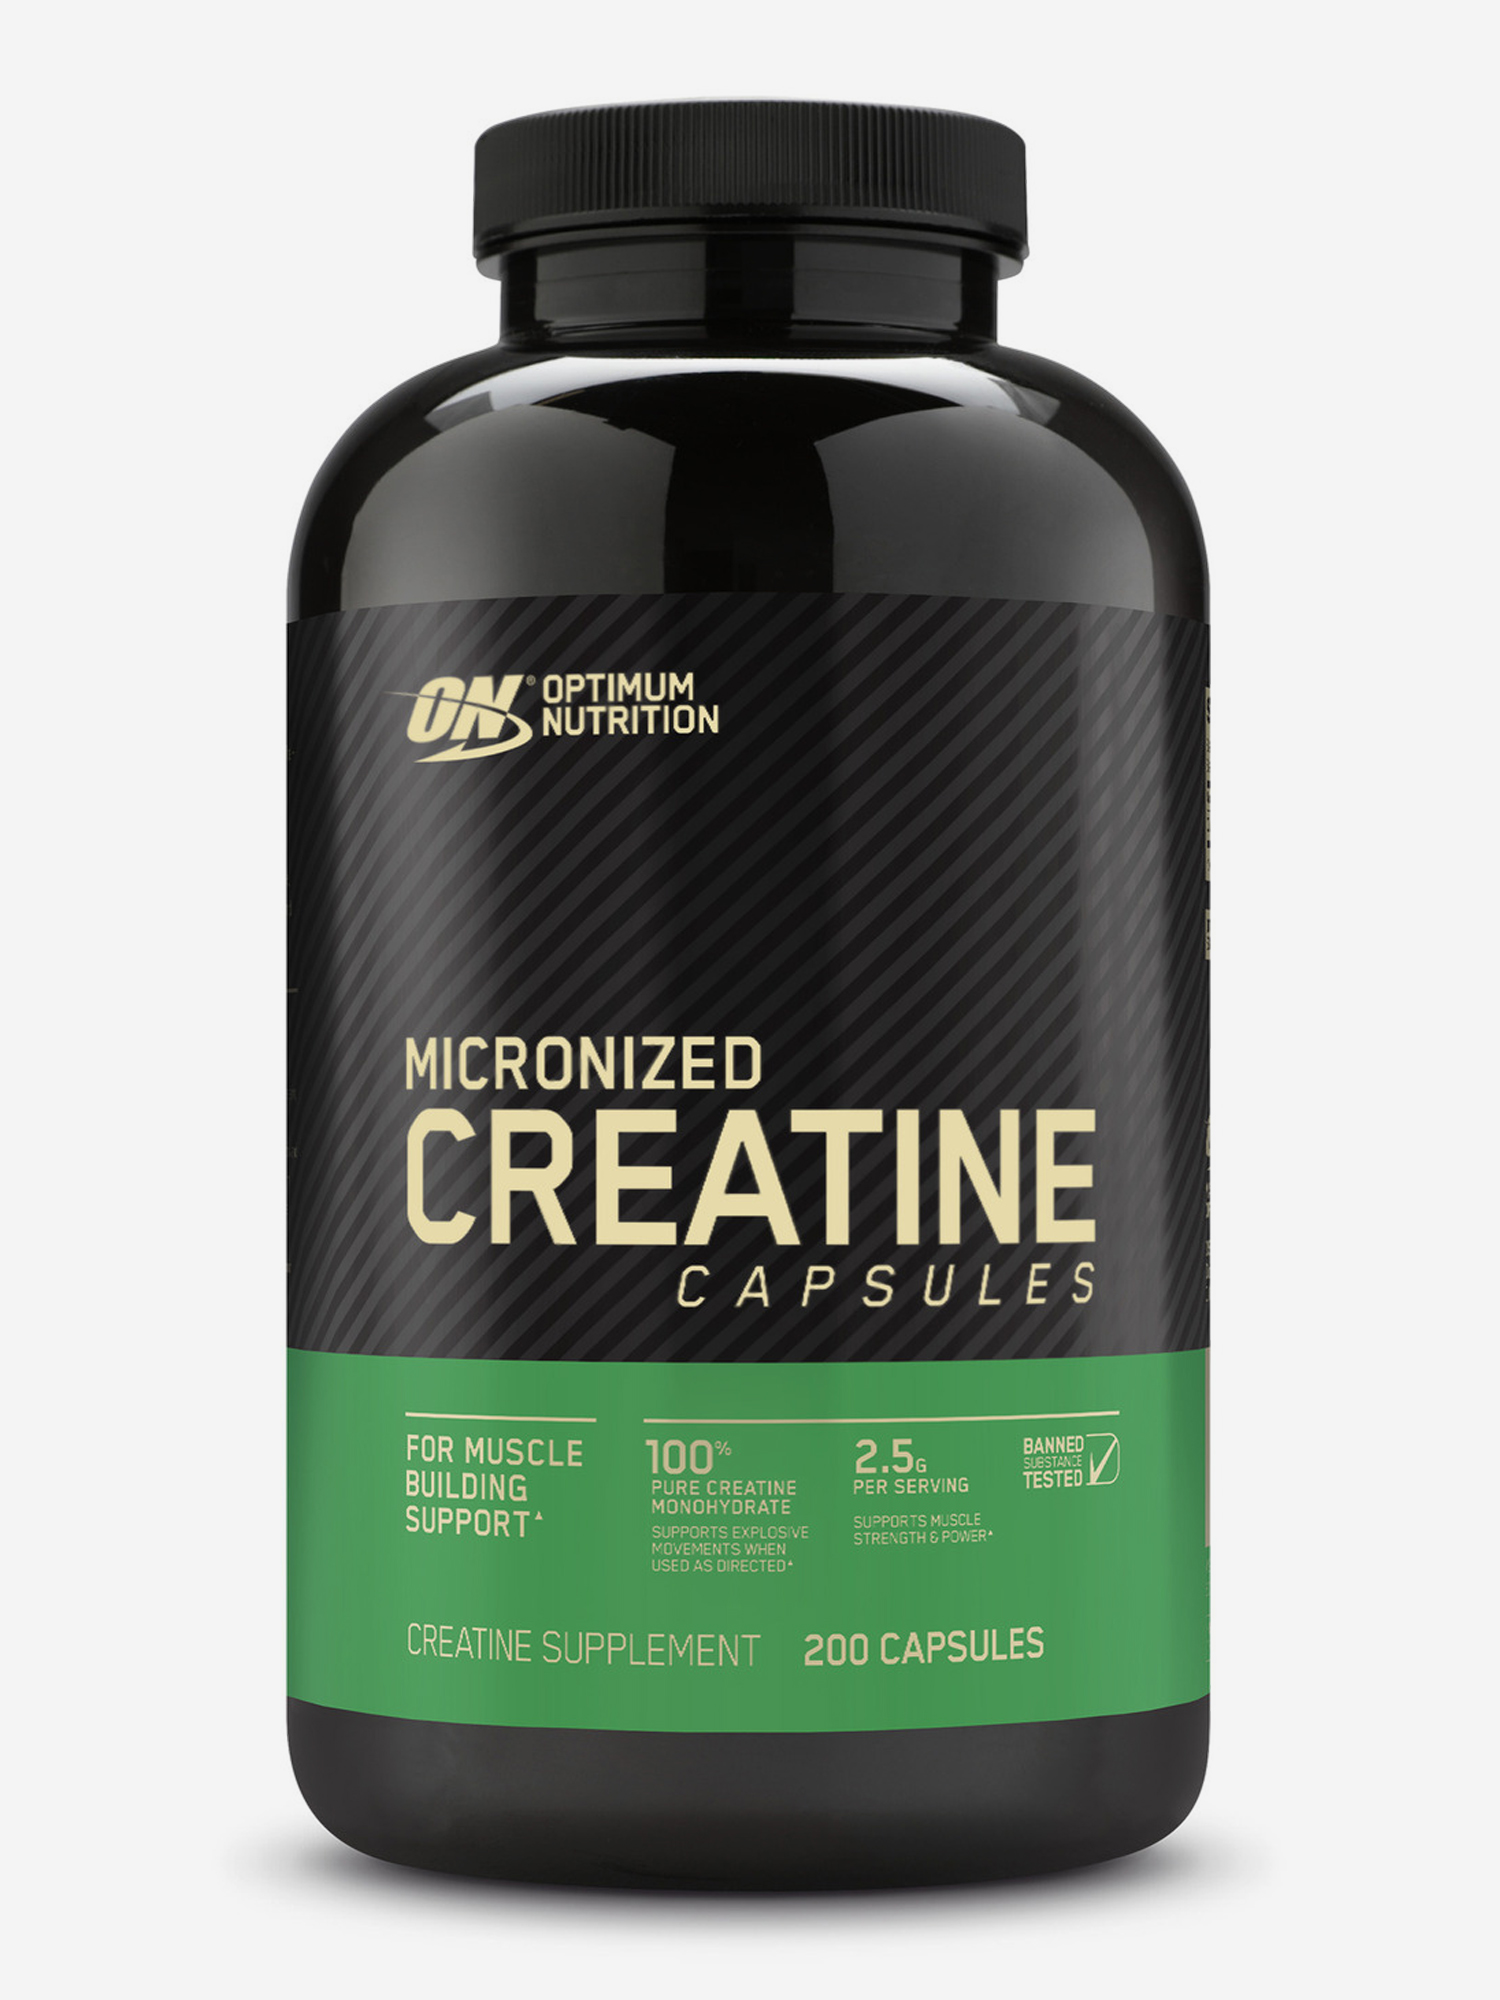 ON® OPTIMUM
NUTRITION
MICRONIZED
CREATINE
CAPSULES
FOR MUSCLE
BUILDING
SUPPORT▲
100%
PURE CREATINE
MONOHYDRATE
SUPPORTS EXPLOSIVE
MOVEMENTS WHEN
USED AS DIRECTED▲
2.5G
PER SERVING
SUPPORTS MUSCLE
STRENGTH & POWER▲
BANNED
SUBSTANCE
TESTED
CREATINE SUPPLEMENT 200 CAPSULES